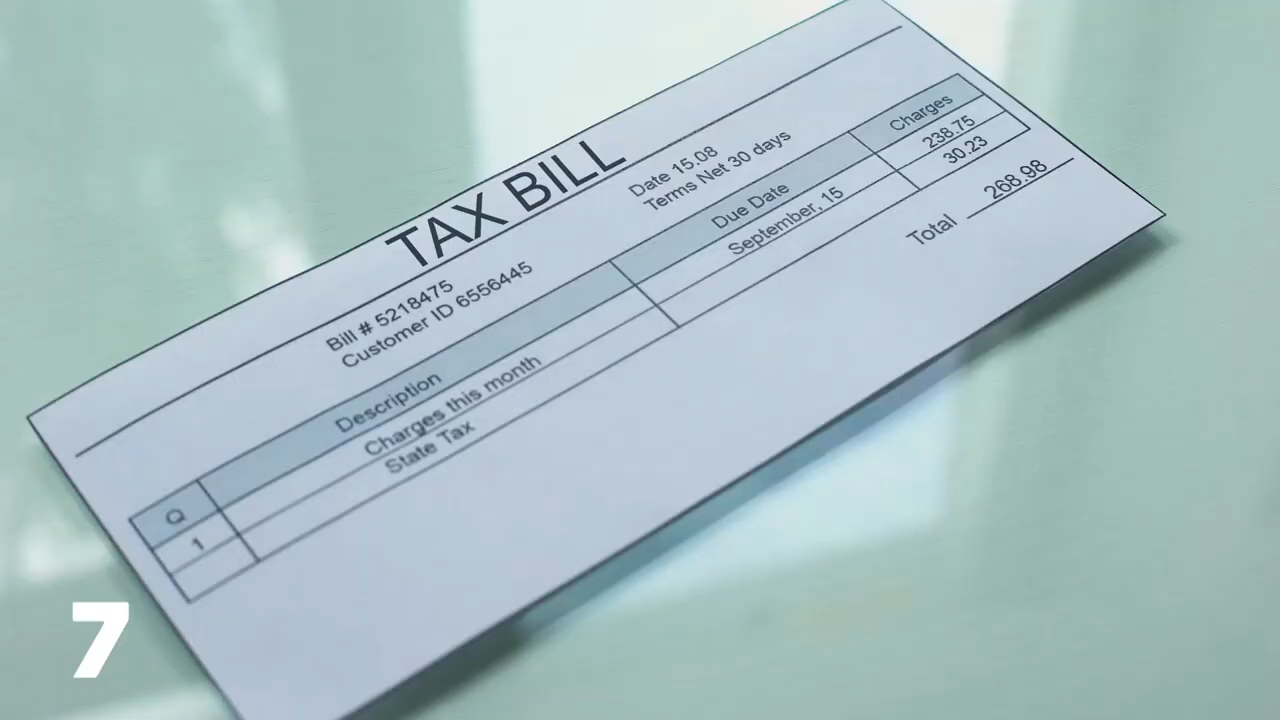 TAX BILL
Bill # 5218475
Customer ID 6556445
Date 15.08
Terms Net 30 days
Q Description Due Date Charges
1 Charges this month September, 15 238.75
State Tax 30.23
Total 268.98
7